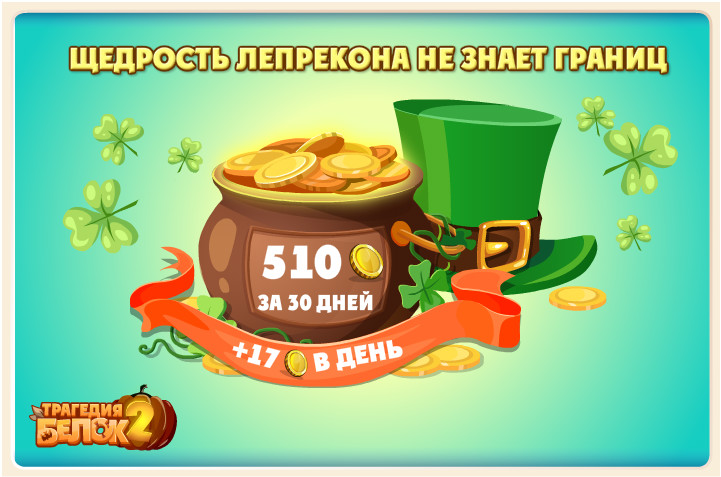 ЩЕДРОСТЬ ЛЕПРЕКОНА НЕ ЗНАЕТ ГРАНИЦ
510
ЗА 30 ДНЕЙ
+17 В ДЕНЬ
ТРАГЕДИЯ
БЕЛОК 2